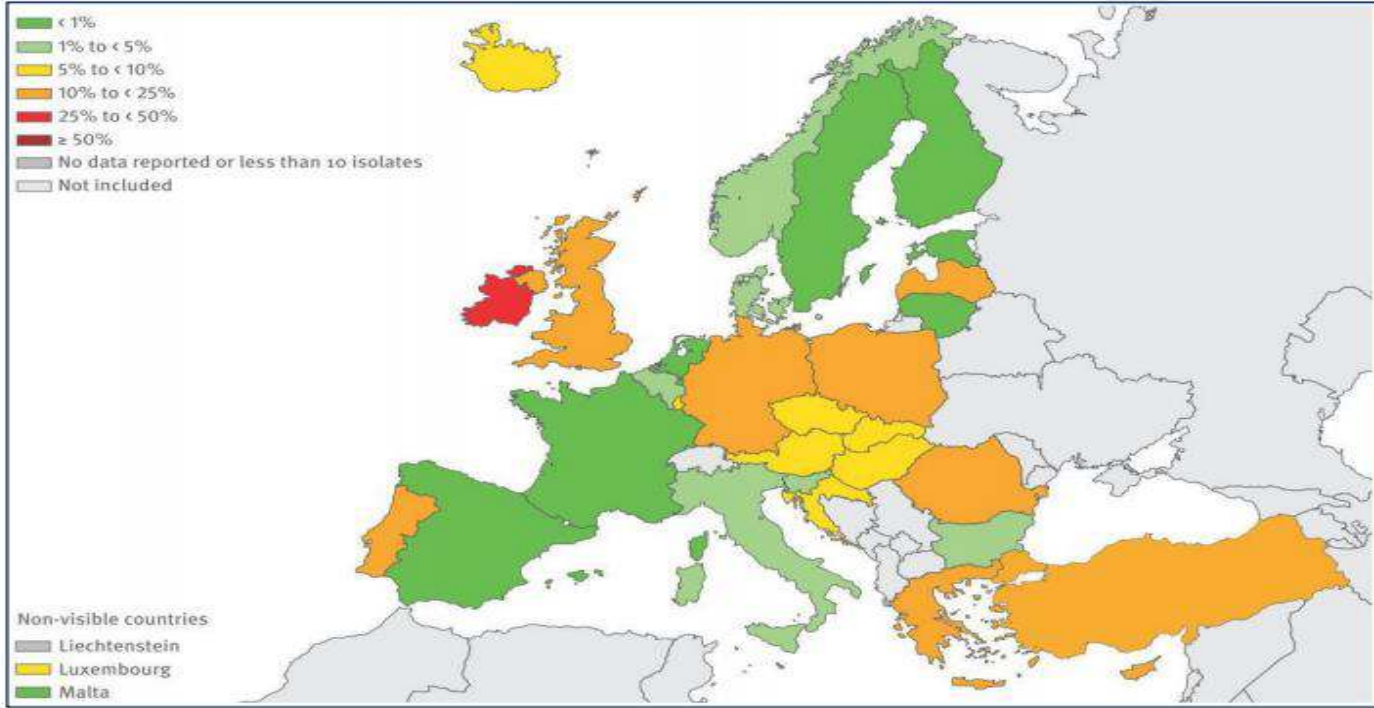 < 1%
1% to < 5%
5% to < 10%
10% to < 25%
25% to < 50%
≥ 50%
No data reported or less than 10 isolates
Not included
Non-visible countries
Liechtenstein
Luxembourg
Malta